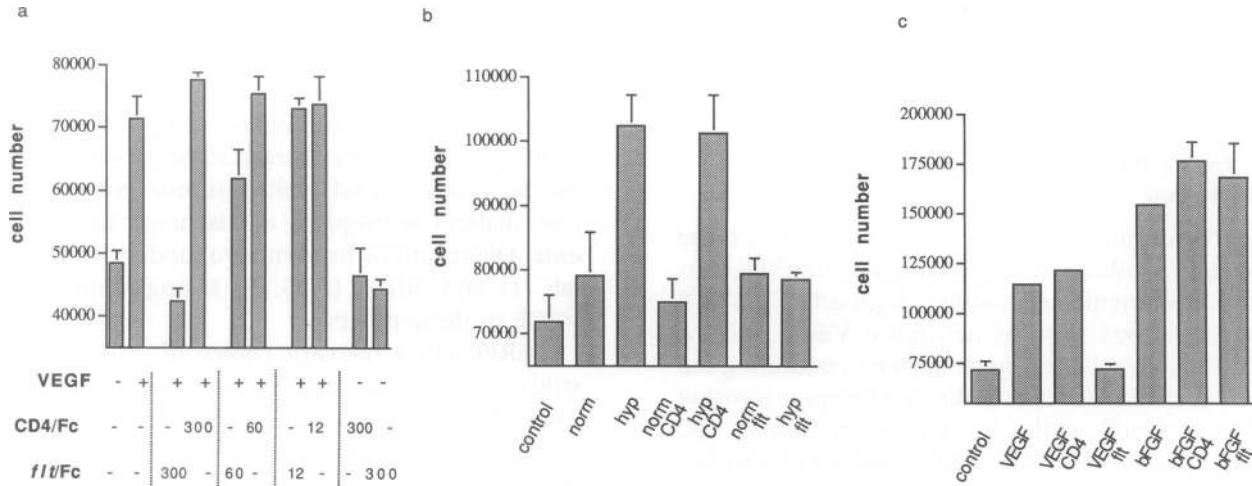 a
cell number
80000
70000
60000
50000
40000
VEGF - + + + + + + + - -
CD4/Fc - - - 300 - 60 - 12 300 -
flt/Fc - - 300 - 60 - 12 - - 300
b
cell number
110000
100000
90000
80000
70000
control
norm
hyp
norm CD4
hyp CD4
norm flt
hyp flt
c
cell number
200000
175000
150000
125000
100000
75000
control
VEGF
VEGF CD4
VEGF flt
bFGF
bFGF CD4
bFGF flt